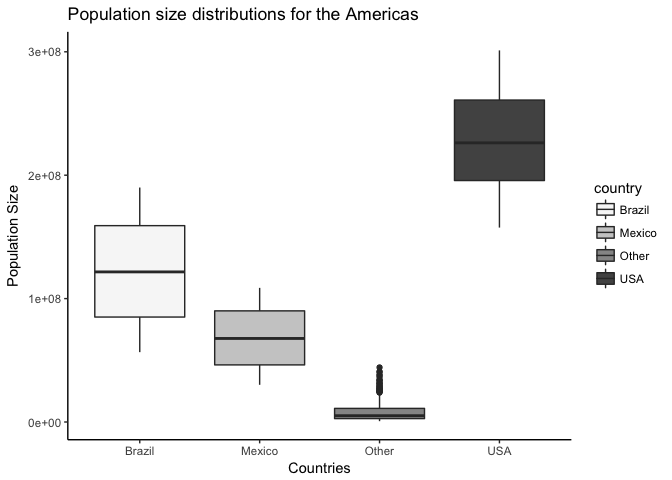 Population size distributions for the Americas
Population Size
3e+08
2e+08
1e+08
0e+00
Brazil
Mexico
Other
USA
Countries
country
Brazil
Mexico
Other
USA